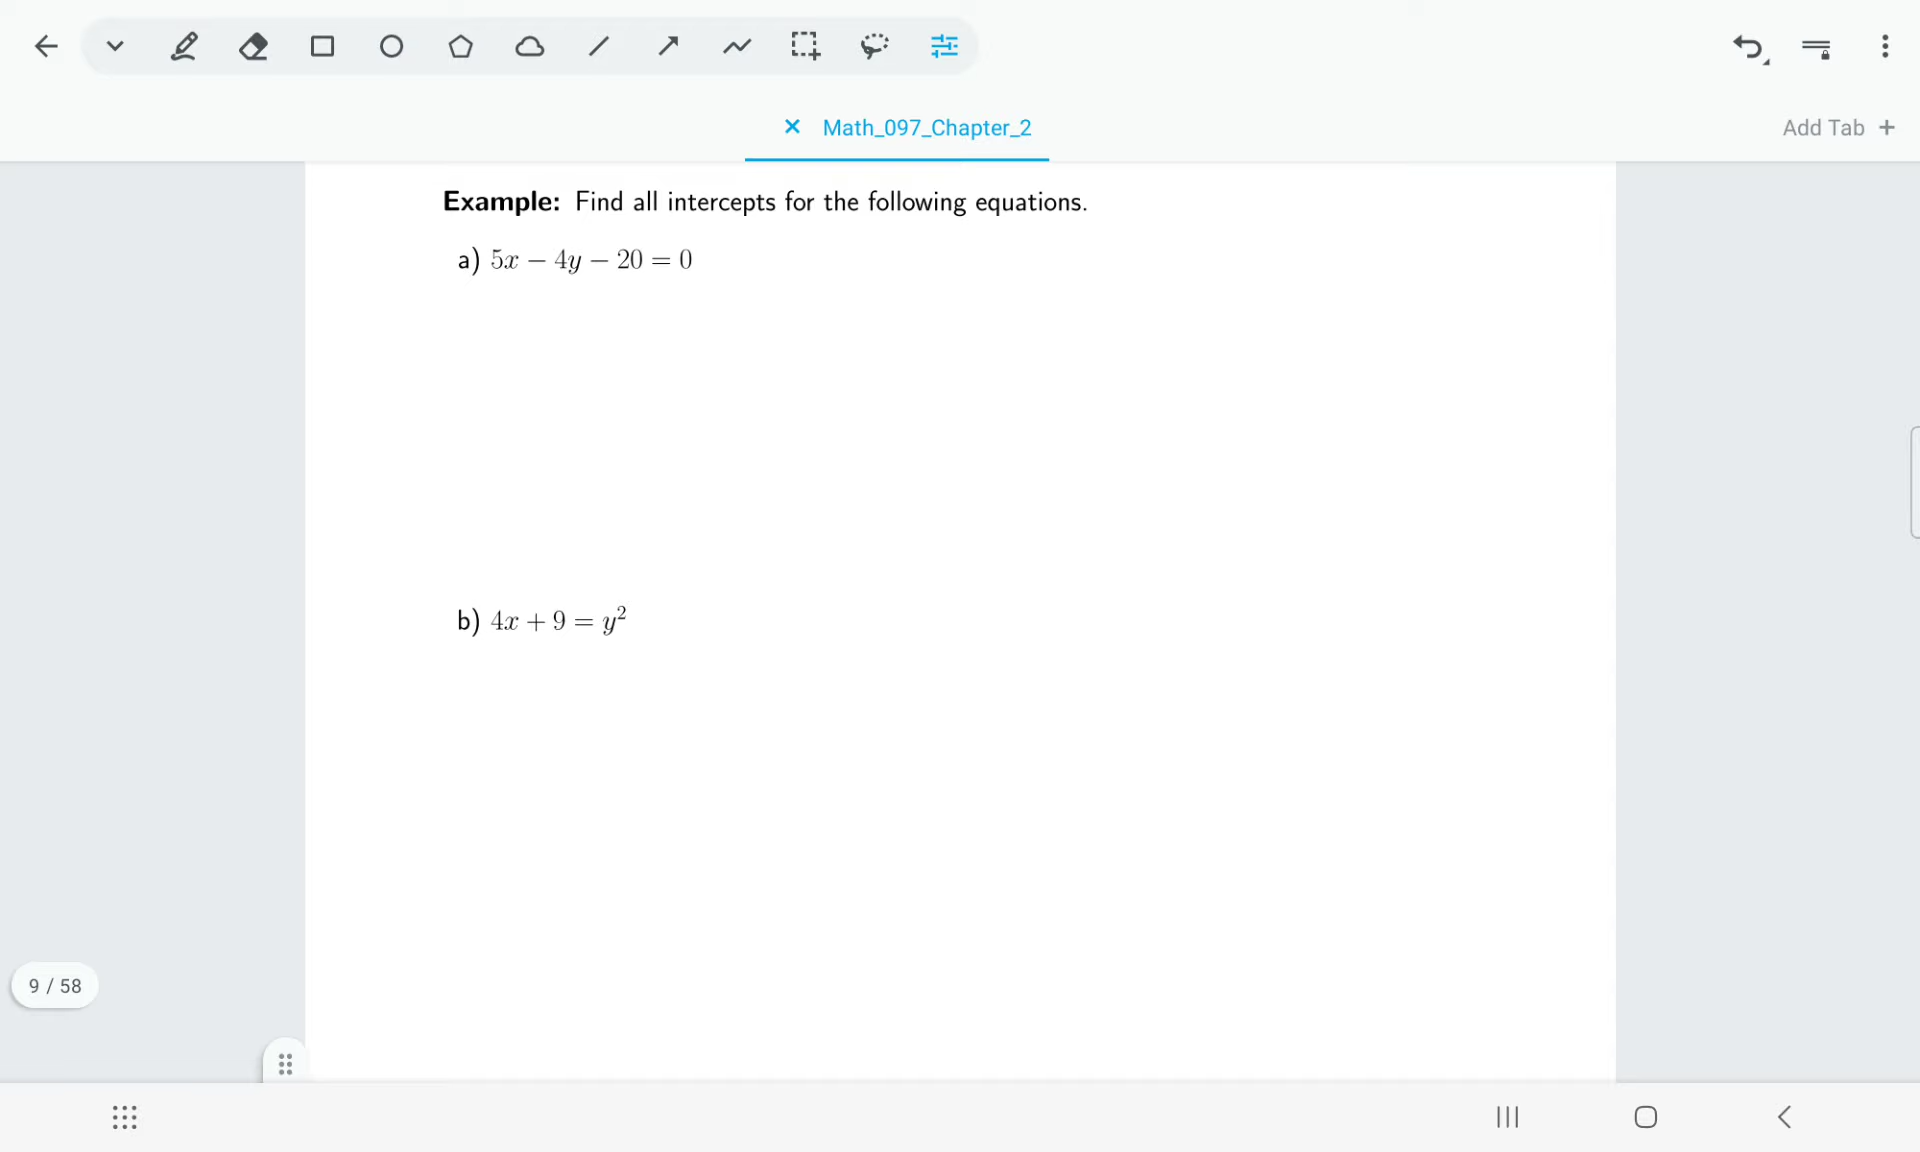 Math_097_Chapter_2
Add Tab +
Example: Find all intercepts for the following equations.
a) 5x − 4y − 20 = 0
b) 4x + 9 = y²
9 / 58